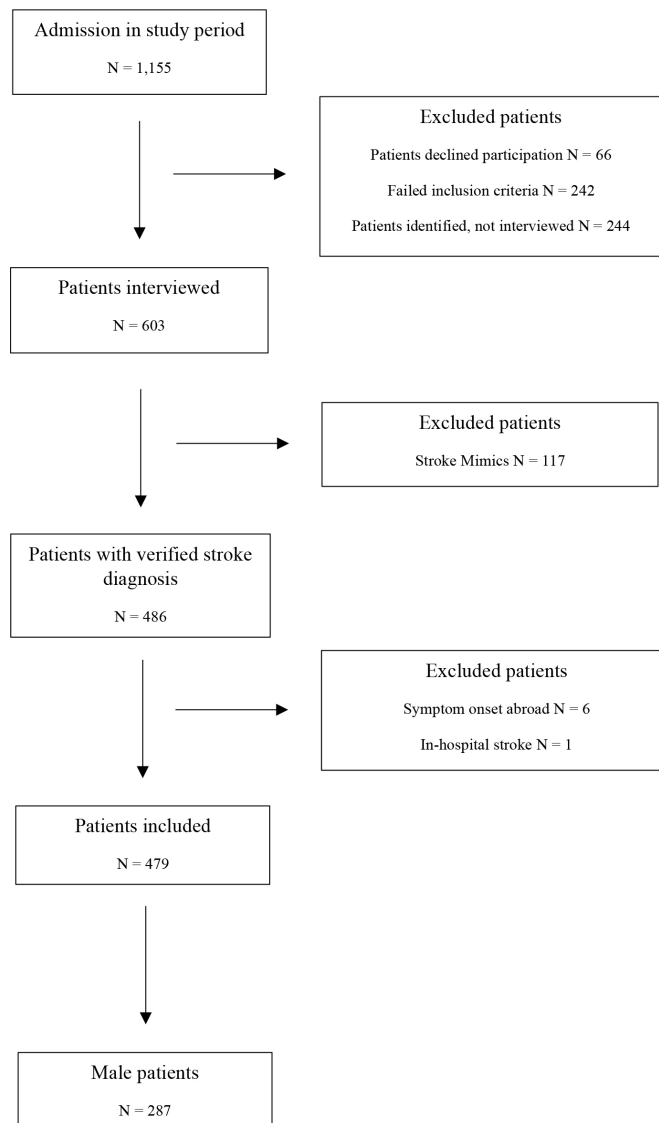 Admission in study period
N = 1,155
Excluded patients
Patients declined participation N = 66
Failed inclusion criteria N = 242
Patients identified, not interviewed N = 244
Patients interviewed
N = 603
Excluded patients
Stroke Mimics N = 117
Patients with verified stroke
diagnosis
N = 486
Excluded patients
Symptom onset abroad N = 6
In-hospital stroke N = 1
Patients included
N = 479
Male patients
N = 287